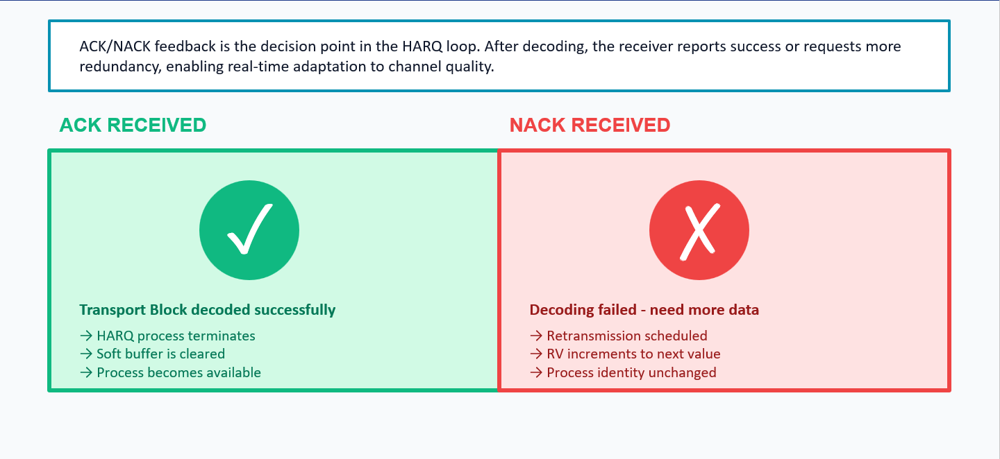 ACK/NACK feedback is the decision point in the HARQ loop. After decoding, the receiver reports success or requests more
redundancy, enabling real-time adaptation to channel quality.
ACK RECEIVED
Transport Block decoded successfully
→ HARQ process terminates
→ Soft buffer is cleared
→ Process becomes available
NACK RECEIVED
Decoding failed - need more data
→ Retransmission scheduled
→ RV increments to next value
→ Process identity unchanged